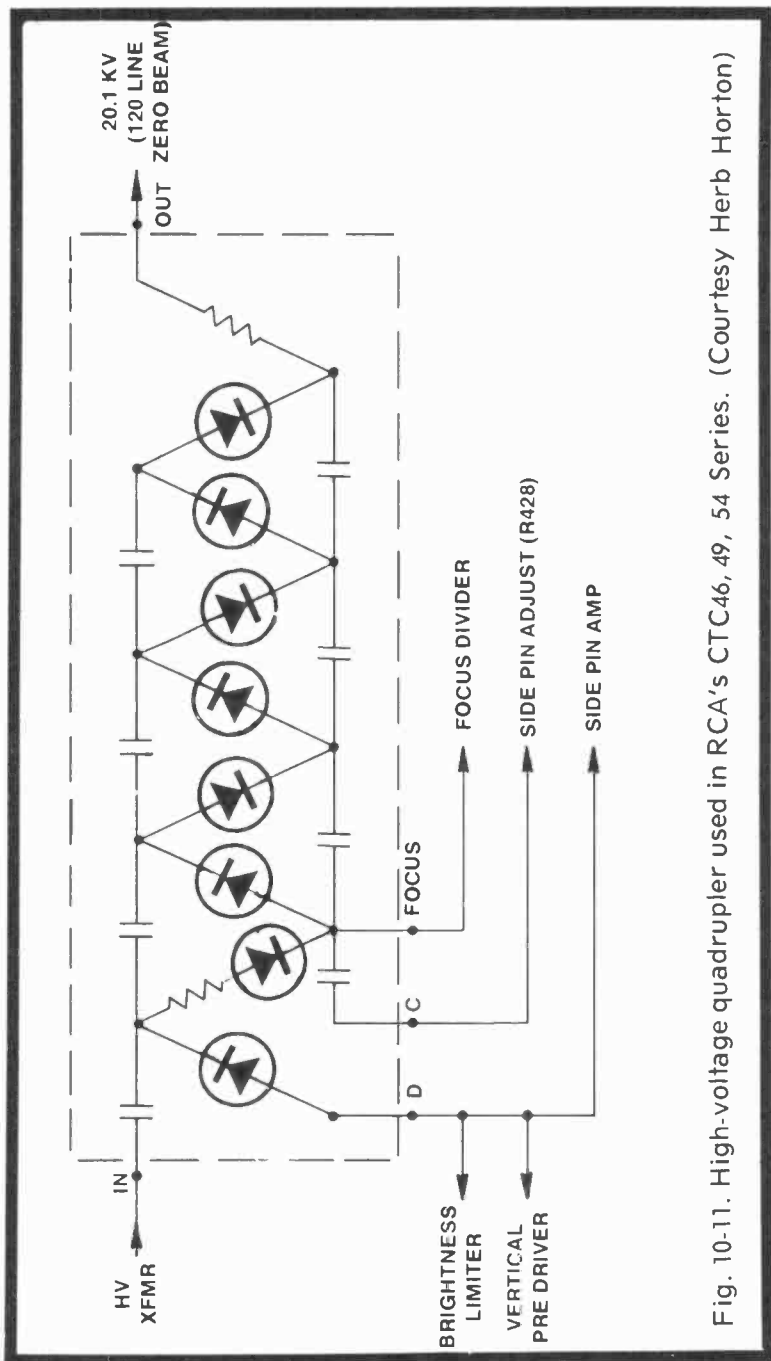 20.1 KV
(120 LINE
ZERO BEAM)
OUT
IN
HV
XFMR
FOCUS
C
D
FOCUS DIVIDER
SIDE PIN ADJUST (R428)
SIDE PIN AMP
BRIGHTNESS
LIMITER
VERTICAL
PRE DRIVER
Fig. 10-11. High-voltage quadrupler used in RCA's CTC46, 49, 54 Series. (Courtesy Herb Horton)